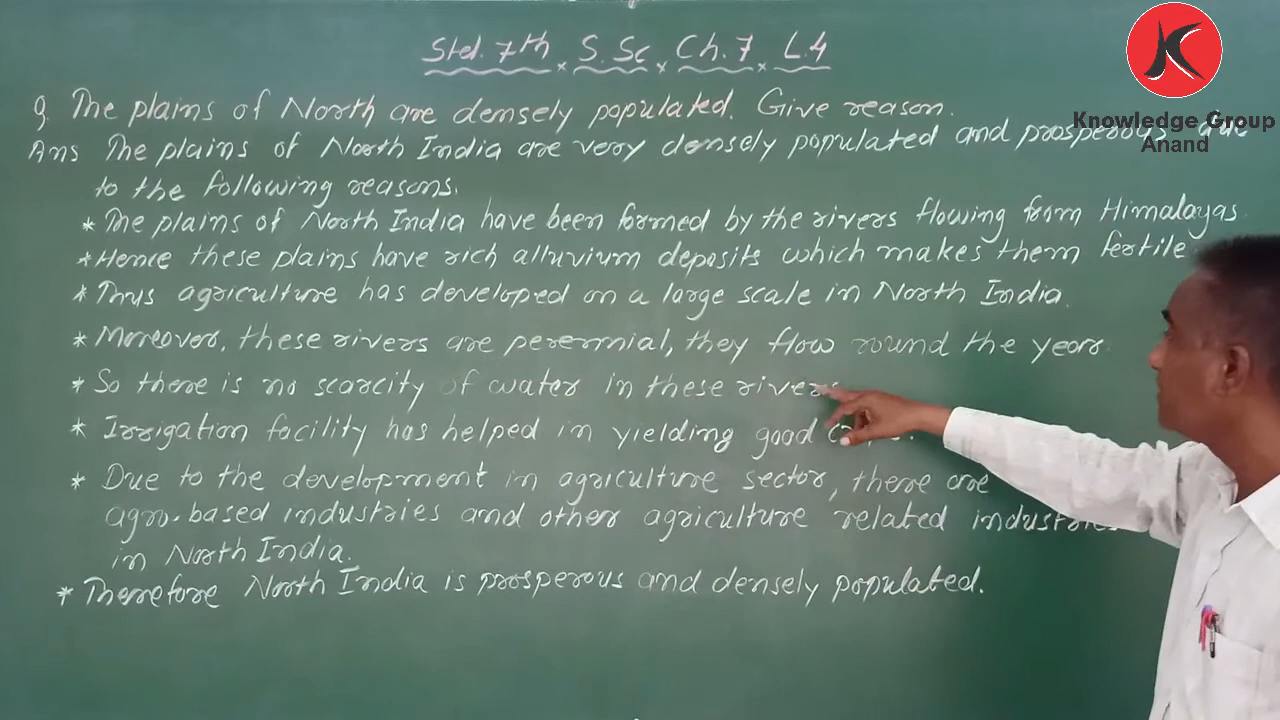 Std. 7th × S. Sc × Ch. 7 × L. 4
Q. The plains of North are densely populated. Give reason.
Ans The plains of North India are very densely populated and prosperous due
to the following reasons.
* The plains of North India have been formed by the rivers flowing from Himalayas.
* Hence these plains have rich alluvium deposits which makes them fertile.
* Thus agriculture has developed on a large scale in North India.
* Moreover, these rivers are perennial, they flow round the year.
* So there is no scarcity of water in these rivers
* Irrigation facility has helped in yielding good
* Due to the development in agriculture sector, there are
agro-based industries and other agriculture related industries
in North India.
* Therefore North India is prosperous and densely populated.
K
Knowledge Group
Anand